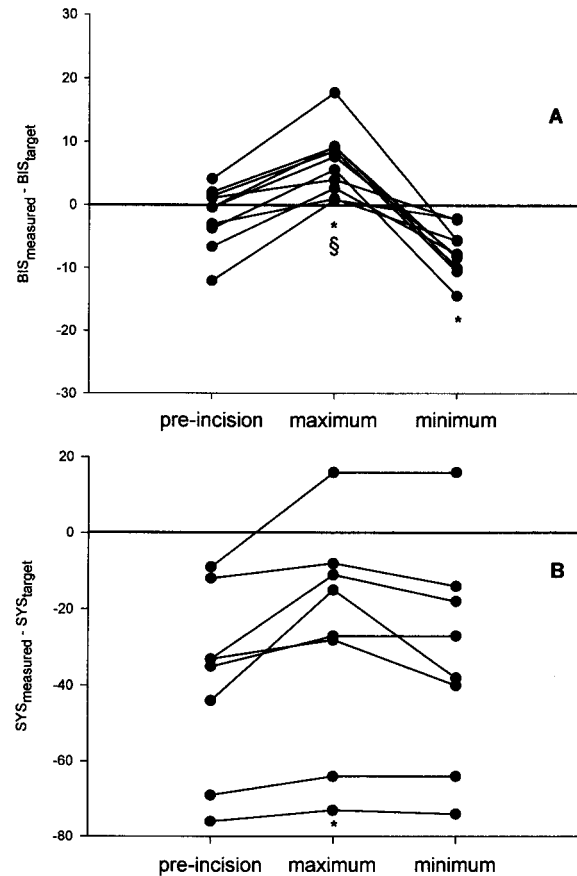 30
20
A
10
0
-10
-20
-30
BISmeasured - BIStarget
*
§
*
pre-incision maximum minimum
20
0
B
-20
-40
-60
-80
SYSmeasured - SYStarget
*
pre-incision maximum minimum